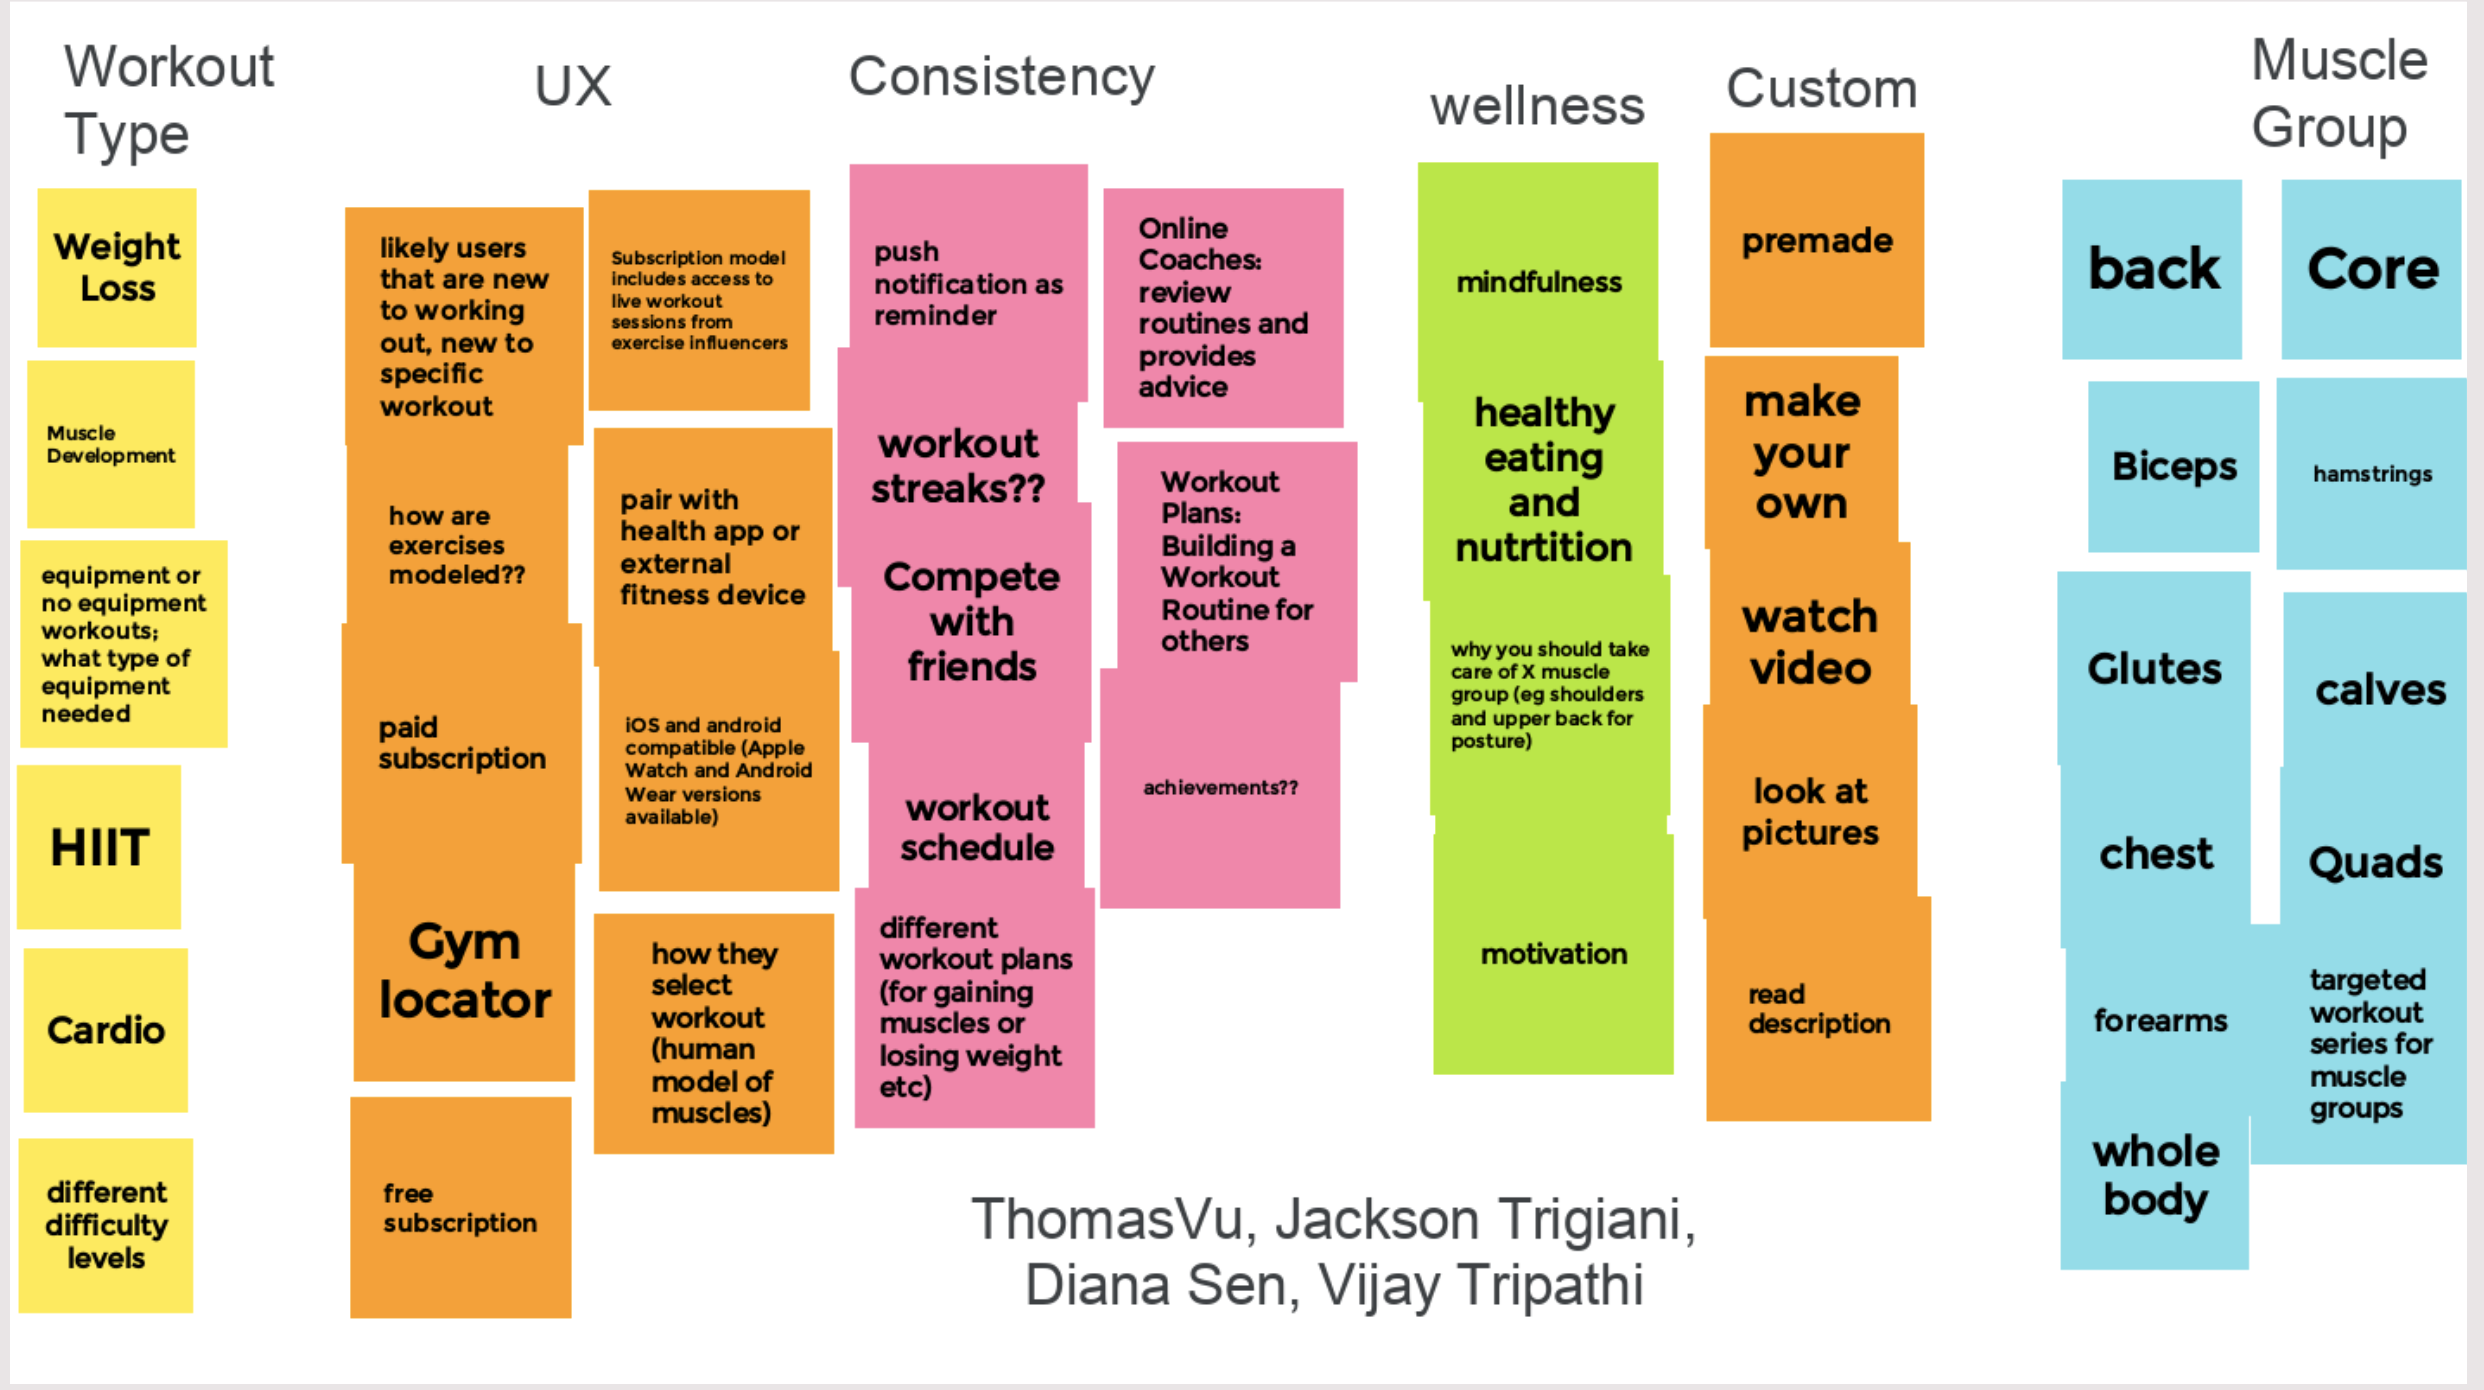 Workout
Type
Weight
Loss
Muscle
Development
equipment or
no equipment
workouts;
what type of
equipment
needed
HIIT
Cardio
different
difficulty
levels
UX
likely users
that are new
to working
out, new to
specific
workout
how are
exercises
modeled??
paid
subscription
Gym
locator
free
subscription
Subscription model
includes access to
live workout
sessions from
exercise influencers
pair with
health app or
external
fitness device
iOS and android
compatible (Apple
Watch and Android
Wear versions
available)
how they
select
workout
(human
model of
muscles)
Consistency
push
notification as
reminder
workout
streaks??
Compete
with
friends
workout
schedule
different
workout plans
(for gaining
muscles or
losing weight
etc)
Online
Coaches:
review
routines and
provides
advice
Workout
Plans:
Building a
Workout
Routine for
others
achievements??
wellness
mindfulness
healthy
eating
and
nutrtition
why you should take
care of X muscle
group (eg shoulders
and upper back for
posture)
motivation
Custom
premade
make
your
own
watch
video
look at
pictures
read
description
Muscle
Group
back
Biceps
Glutes
chest
forearms
whole
body
Core
hamstrings
calves
Quads
targeted
workout
series for
muscle
groups
ThomasVu, Jackson Trigiani,
Diana Sen, Vijay Tripathi